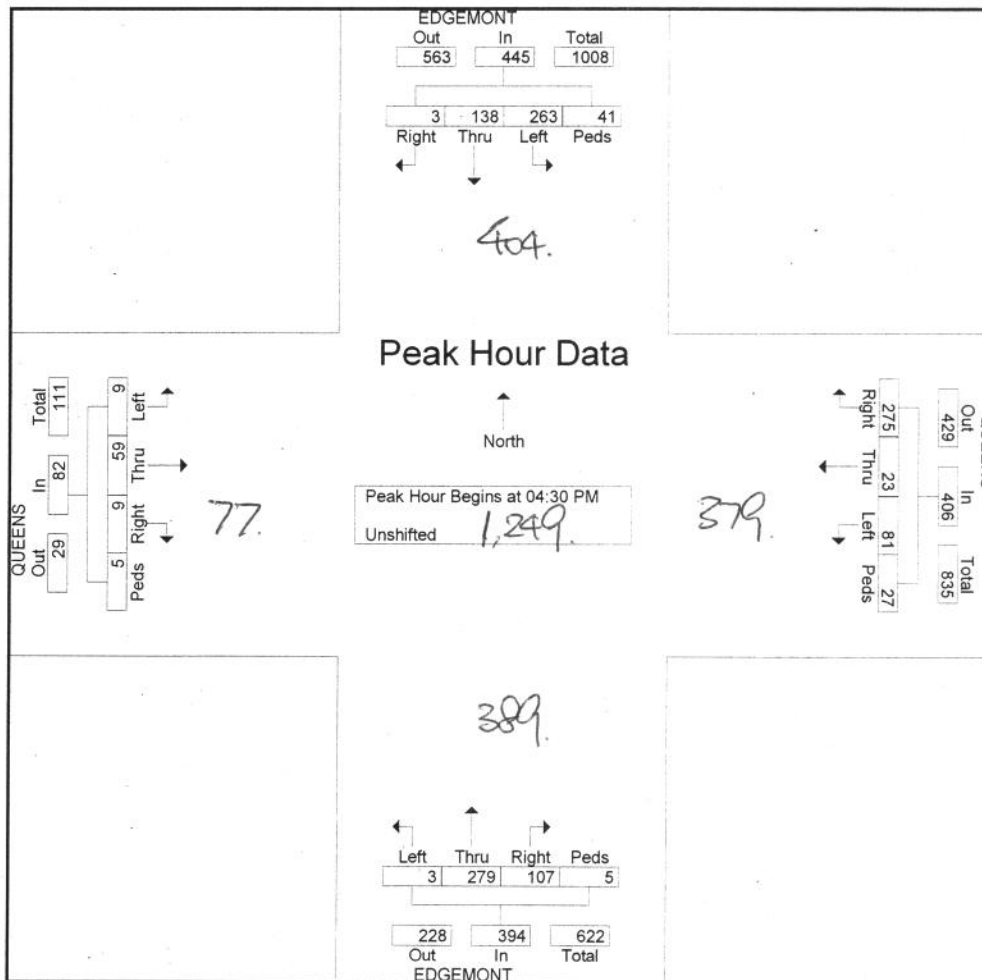 EDGEMONT
Out In Total
563 445 1008
3 138 263 41
Right Thru Left Peds
404.
Peak Hour Data
North
Peak Hour Begins at 04:30 PM
Unshifted
1,249.
QUEENS
Out In Total
29 82 111
9 59 9 5
Left Thru Right Peds
77.
Out In Total
429 406 835
275 23 81 27
Right Thru Left Peds
379.
389.
Left Thru Right Peds
3 279 107 5
228 394 622
Out In Total
EDGEMONT